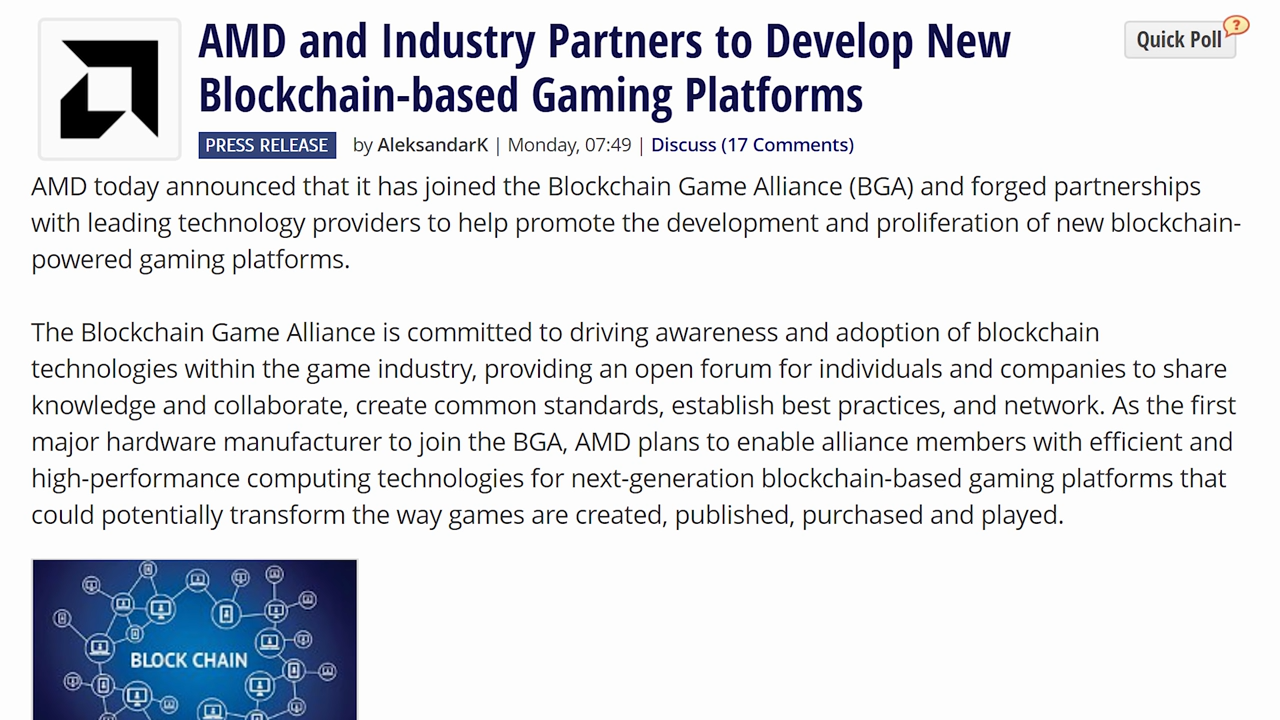 AMD and Industry Partners to Develop New
Blockchain-based Gaming Platforms
Quick Poll
?
PRESS RELEASE by AleksandarK | Monday, 07:49 | Discuss (17 Comments)
AMD today announced that it has joined the Blockchain Game Alliance (BGA) and forged partnerships
with leading technology providers to help promote the development and proliferation of new blockchain-
powered gaming platforms.
The Blockchain Game Alliance is committed to driving awareness and adoption of blockchain
technologies within the game industry, providing an open forum for individuals and companies to share
knowledge and collaborate, create common standards, establish best practices, and network. As the first
major hardware manufacturer to join the BGA, AMD plans to enable alliance members with efficient and
high-performance computing technologies for next-generation blockchain-based gaming platforms that
could potentially transform the way games are created, published, purchased and played.
BLOCK CHAIN